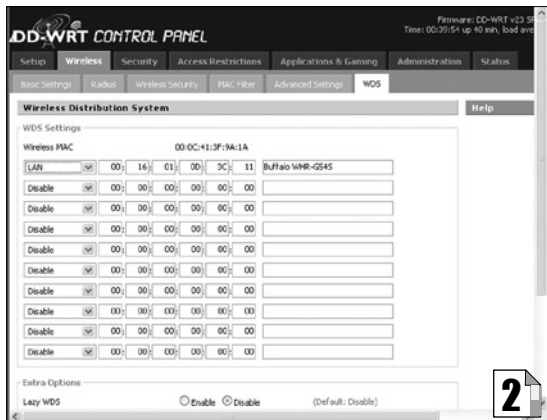 DD-WRT CONTROL PANEL
Firmware: DD-WRT v23 SP
Time: 00:39:54 up 40 min, load ave
Setup Wireless Security Access Restrictions Applications & Gaming Administration Status
Basic Settings Radius Wireless Security MAC Filter Advanced Settings WDS
Wireless Distribution System
Help
WDS Settings
Wireless MAC 00:0C:41:3F:9A:1A
LAN 00: 16: 01: 0D: 3C: 11 Buffalo WHR-G54S
Disable 00: 00: 00: 00: 00: 00
Disable 00: 00: 00: 00: 00: 00
Disable 00: 00: 00: 00: 00: 00
Disable 00: 00: 00: 00: 00: 00
Disable 00: 00: 00: 00: 00: 00
Disable 00: 00: 00: 00: 00: 00
Disable 00: 00: 00: 00: 00: 00
Disable 00: 00: 00: 00: 00: 00
Disable 00: 00: 00: 00: 00: 00
Extra Options
Lazy WDS Enable Disable (Default: Disable)
2